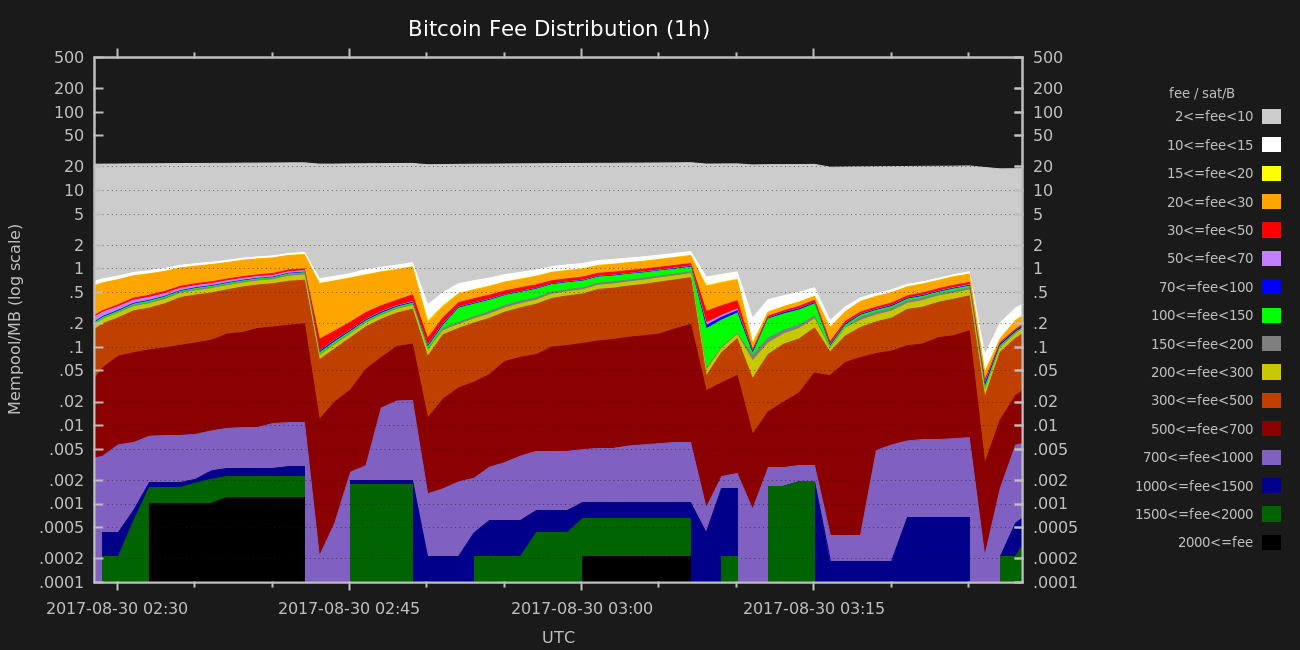 Bitcoin Fee Distribution (1h)
500
200
100
50
20
10
5
2
1
.5
.2
.1
.05
.02
.01
.005
.002
.001
.0005
.0002
.0001
Mempool/MB (log scale)
500
200
100
50
20
10
5
2
1
.5
.2
.1
.05
.02
.01
.005
.002
.001
.0005
.0002
.0001
fee / sat/B
2<=fee<10
10<=fee<15
15<=fee<20
20<=fee<30
30<=fee<50
50<=fee<70
70<=fee<100
100<=fee<150
150<=fee<200
200<=fee<300
300<=fee<500
500<=fee<700
700<=fee<1000
1000<=fee<1500
1500<=fee<2000
2000<=fee
2017-08-30 02:30
2017-08-30 02:45
2017-08-30 03:00
2017-08-30 03:15
UTC